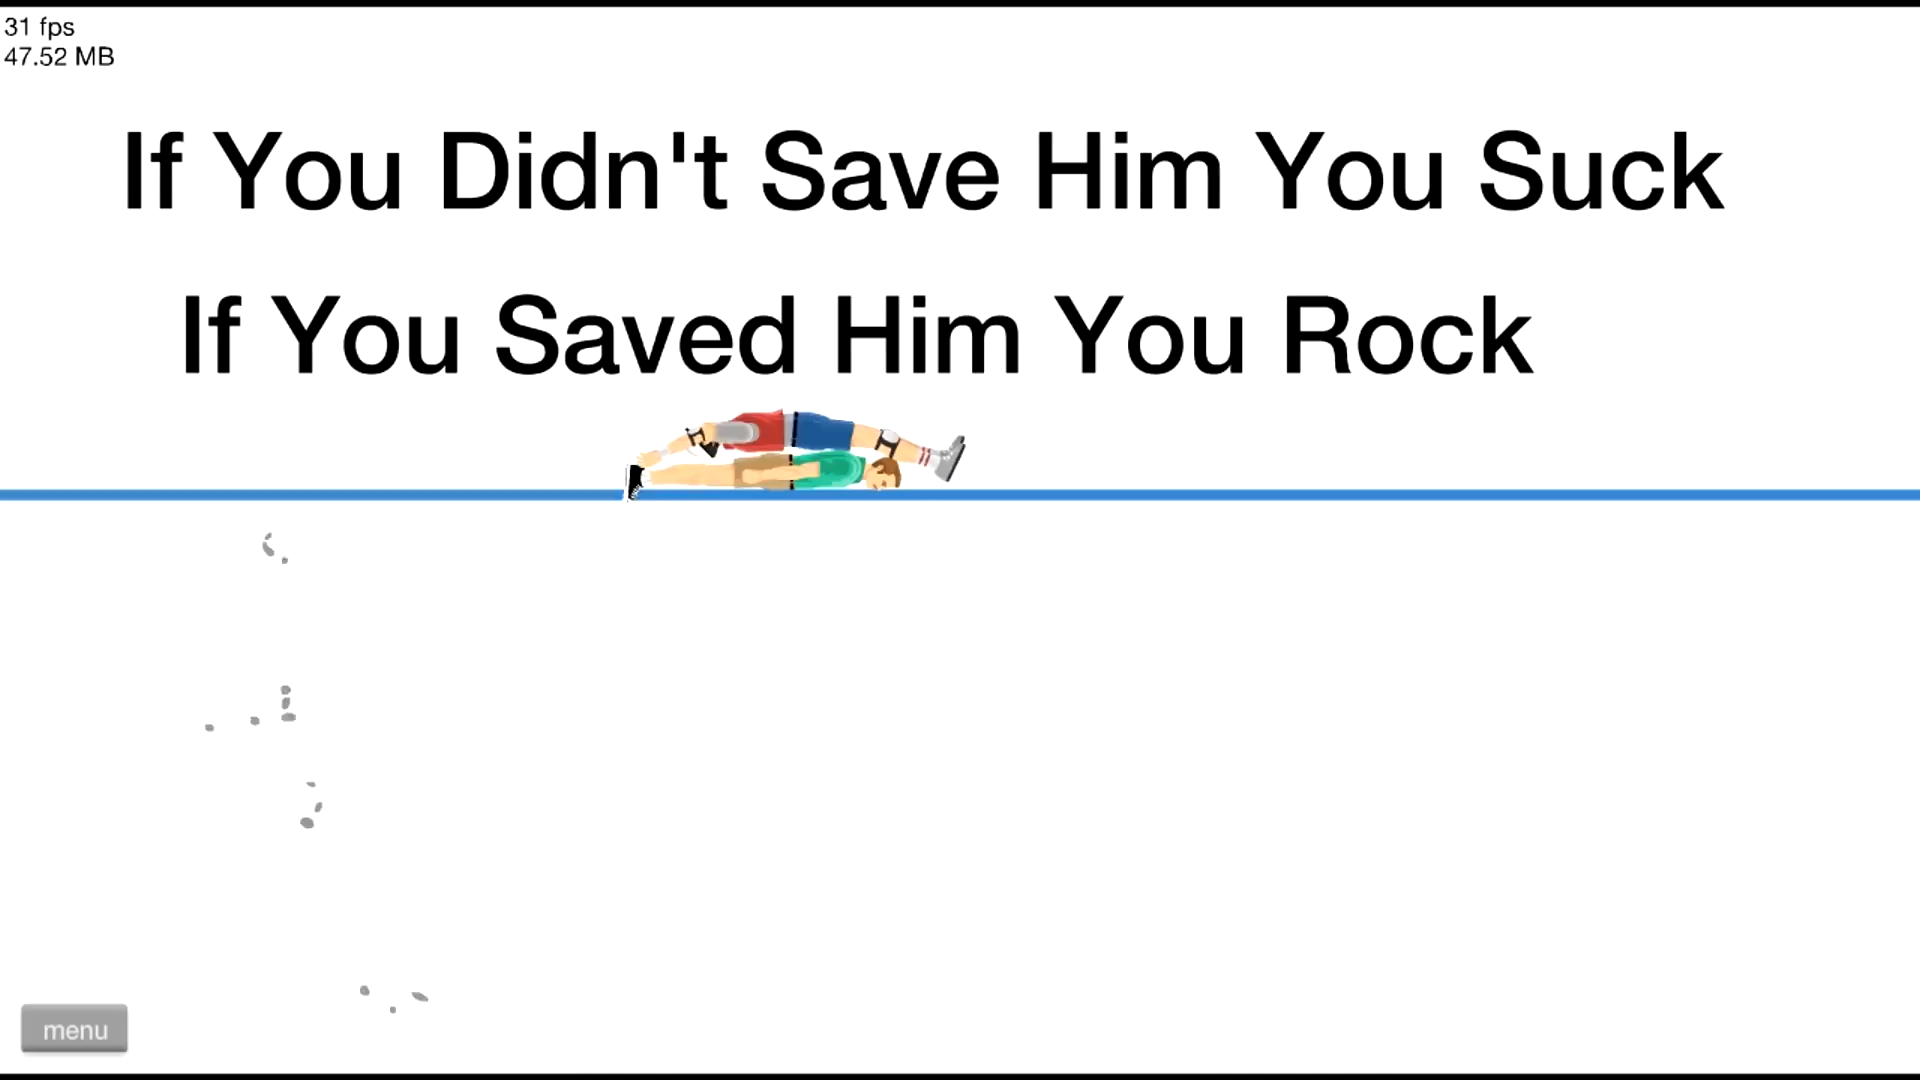 31 fps
47.52 MB
If You Didn't Save Him You Suck
If You Saved Him You Rock
menu